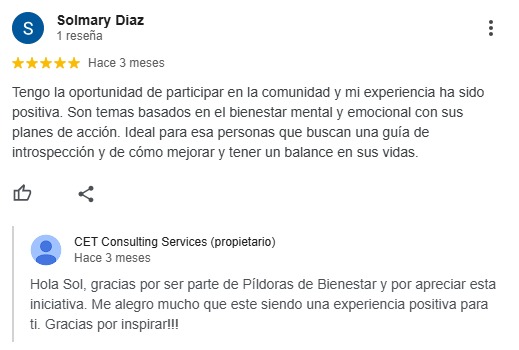 S
Solmary Diaz
1 reseña
Hace 3 meses
Tengo la oportunidad de participar en la comunidad y mi experiencia ha sido
positiva. Son temas basados en el bienestar mental y emocional con sus
planes de acción. Ideal para esa personas que buscan una guía de
introspección y de cómo mejorar y tener un balance en sus vidas.
CET Consulting Services (propietario)
Hace 3 meses
Hola Sol, gracias por ser parte de Píldoras de Bienestar y por apreciar esta
iniciativa. Me alegro mucho que este siendo una experiencia positiva para
ti. Gracias por inspirar!!!